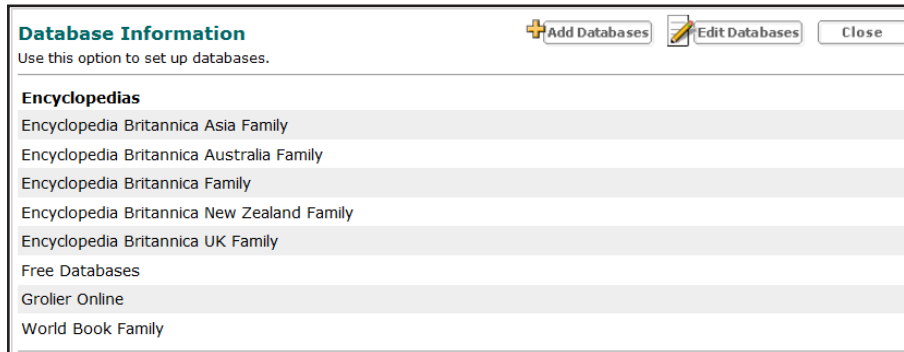 Database Information
Add Databases
Edit Databases
Close
Use this option to set up databases.
Encyclopedias
Encyclopedia Britannica Asia Family
Encyclopedia Britannica Australia Family
Encyclopedia Britannica Family
Encyclopedia Britannica New Zealand Family
Encyclopedia Britannica UK Family
Free Databases
Grolier Online
World Book Family